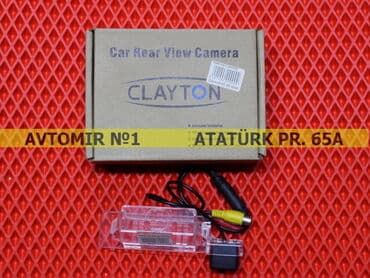 Car Rear View Camera
CLAYTON
AVTOMIR №1 ATATÜRK PR. 65A